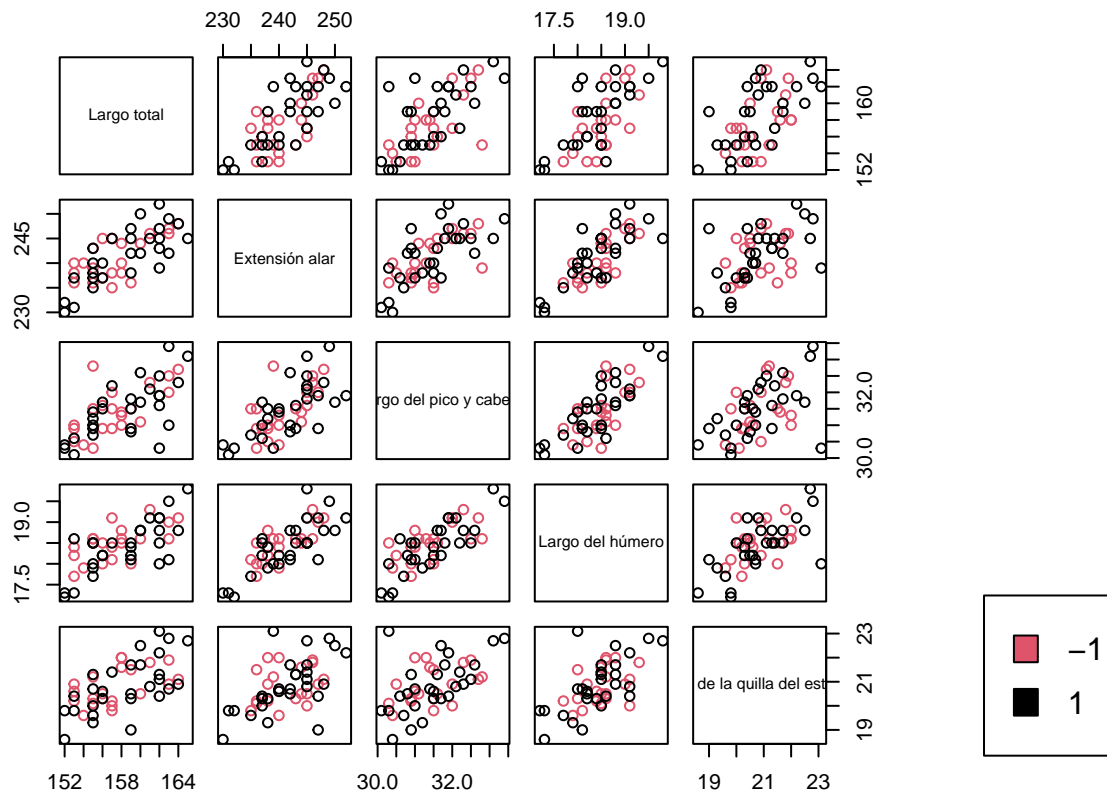 230 240 250
17.5 19.0
Largo total
152
160
230
245
Extensión alar
rgo del pico y cabe
30.0
32.0
17.5
19.0
Largo del húmero
de la quilla del est
19
21
23
152 158 164
30.0 32.0
19 21 23
−1
1